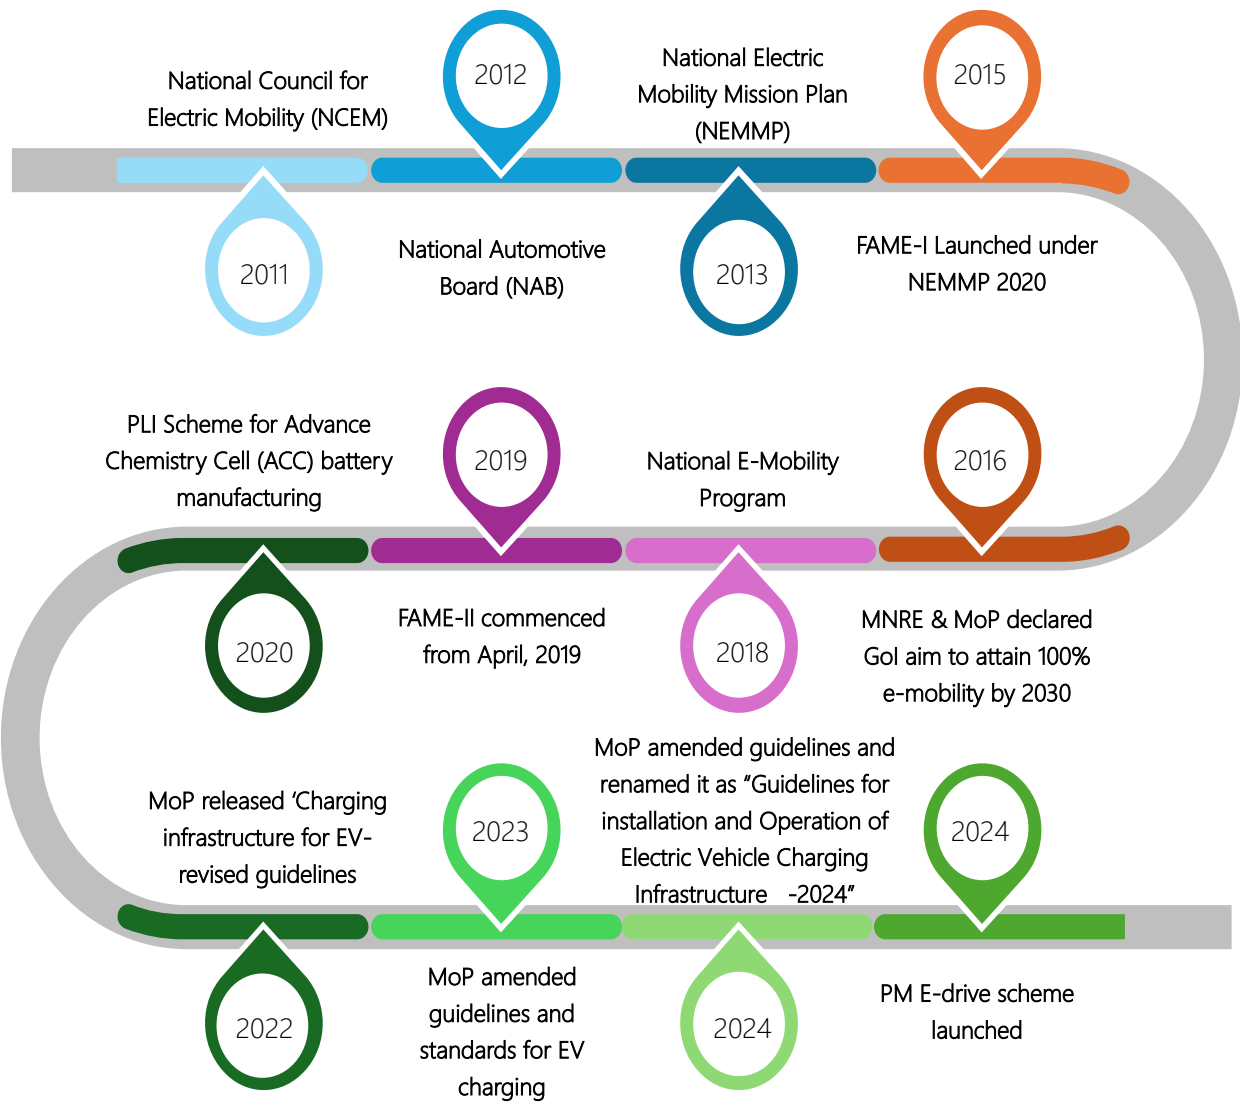 National Council for
Electric Mobility (NCEM)
2011
2012
National Automotive
Board (NAB)
National Electric
Mobility Mission Plan
(NEMMP)
2013
2015
FAME-I Launched under
NEMMP 2020
2016
MNRE & MoP declared
GoI aim to attain 100%
e-mobility by 2030
National E-Mobility
Program
2018
2019
FAME-II commenced
from April, 2019
PLI Scheme for Advance
Chemistry Cell (ACC) battery
manufacturing
2020
MoP released ‘Charging
infrastructure for EV-
revised guidelines
2022
2023
MoP amended
guidelines and
standards for EV
charging
MoP amended guidelines and
renamed it as “Guidelines for
installation and Operation of
Electric Vehicle Charging
Infrastructure -2024”
2024
2024
PM E-drive scheme
launched